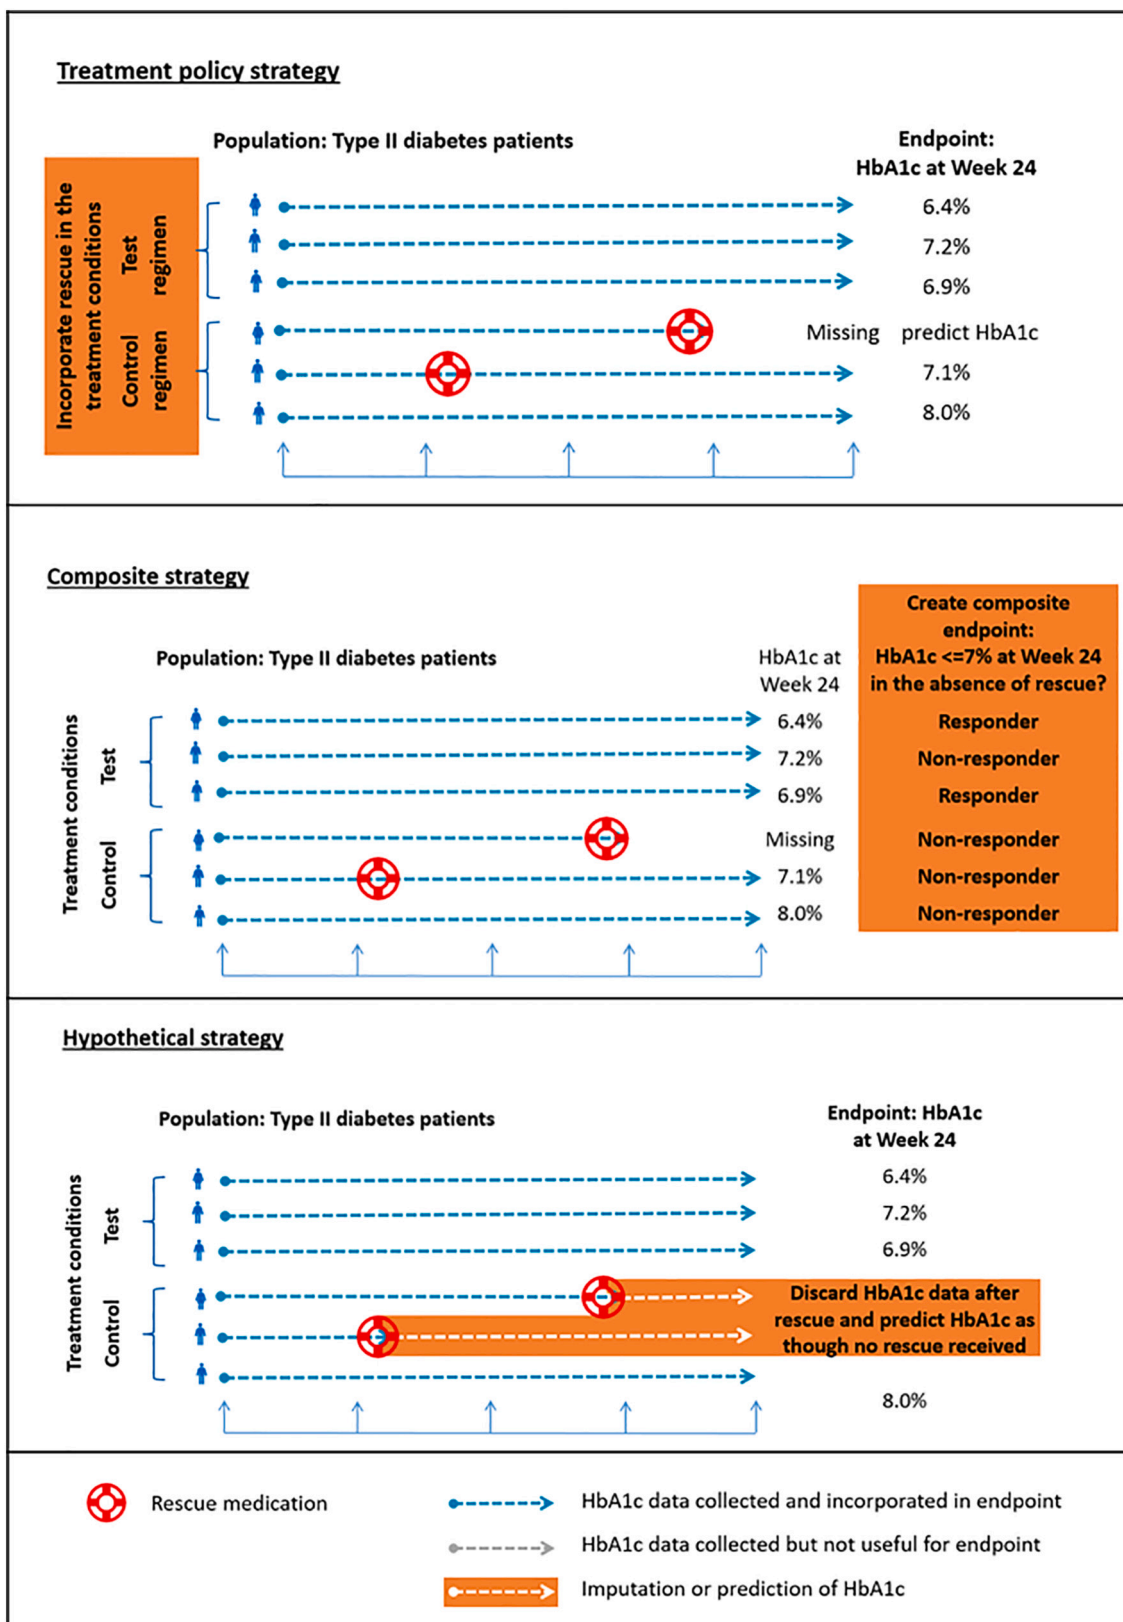 Treatment policy strategy
Population: Type II diabetes patients
Endpoint:
HbA1c at Week 24
Incorporate rescue in the
treatment conditions
Test
regimen
Control
regimen
6.4%
7.2%
6.9%
Missing predict HbA1c
7.1%
8.0%
Composite strategy
Population: Type II diabetes patients
HbA1c at
Week 24
Create composite
endpoint:
HbA1c <=7% at Week 24
in the absence of rescue?
Treatment conditions
Test
Control
6.4% Responder
7.2% Non-responder
6.9% Responder
Missing Non-responder
7.1% Non-responder
8.0% Non-responder
Hypothetical strategy
Population: Type II diabetes patients
Endpoint: HbA1c
at Week 24
Treatment conditions
Test
Control
6.4%
7.2%
6.9%
Discard HbA1c data after
rescue and predict HbA1c as
though no rescue received
8.0%
Rescue medication
HbA1c data collected and incorporated in endpoint
HbA1c data collected but not useful for endpoint
Imputation or prediction of HbA1c